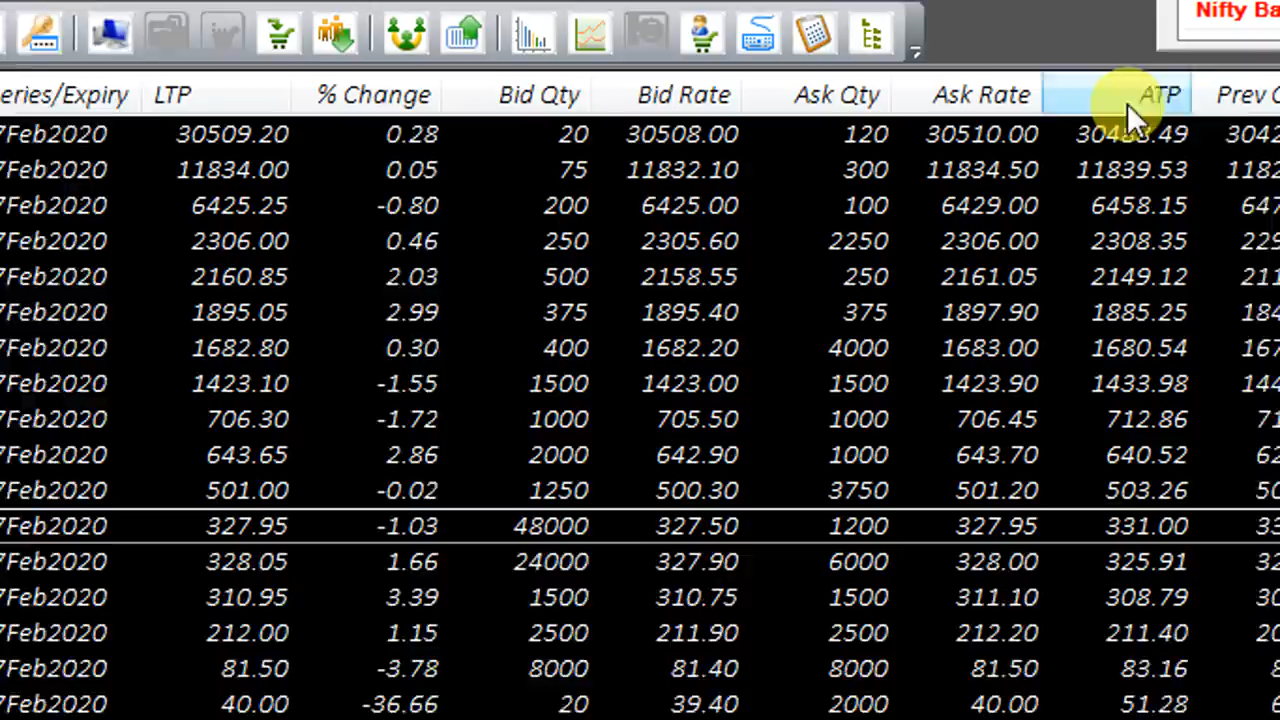 Nifty Ba
eries/Expiry LTP % Change Bid Qty Bid Rate Ask Qty Ask Rate ATP Prev C
7Feb2020 30509.20 0.28 20 30508.00 120 30510.00 3042
7Feb2020 11834.00 0.05 75 11832.10 300 11834.50 11839.53 1182
7Feb2020 6425.25 -0.80 200 6425.00 100 6429.00 6458.15 647
7Feb2020 2306.00 0.46 250 2305.60 2250 2306.00 2308.35 229
7Feb2020 2160.85 2.03 500 2158.55 250 2161.05 2149.12 211
7Feb2020 1895.05 2.99 375 1895.40 375 1897.90 1885.25 184
7Feb2020 1682.80 0.30 400 1682.20 4000 1683.00 1680.54 167
7Feb2020 1423.10 -1.55 1500 1423.00 1500 1423.90 1433.98 144
7Feb2020 706.30 -1.72 1000 705.50 1000 706.45 712.86 71
7Feb2020 643.65 2.86 2000 642.90 1000 643.70 640.52 62
7Feb2020 501.00 -0.02 1250 500.30 3750 501.20 503.26 50
7Feb2020 327.95 -1.03 48000 327.50 1200 327.95 331.00 33
7Feb2020 328.05 1.66 24000 327.90 6000 328.00 325.91 32
7Feb2020 310.95 3.39 1500 310.75 1500 311.10 308.79 30
7Feb2020 212.00 1.15 2500 211.90 2500 212.20 211.40 20
7Feb2020 81.50 -3.78 8000 81.40 8000 81.50 83.16 8
7Feb2020 40.00 -36.66 20 39.40 2000 40.00 51.28 6